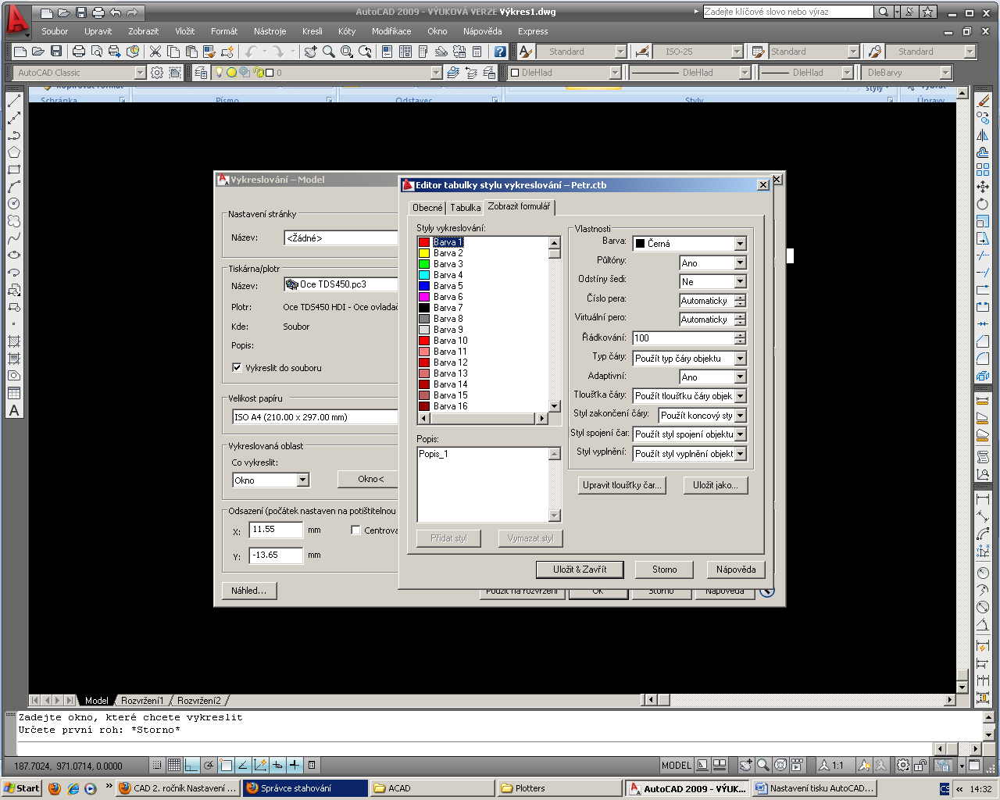 AutoCAD 2009 - VÝUKOVÁ VERZE Výkres1.dwg
Zadejte klíčové slovo nebo výraz
Soubor Upravit Zobrazit Vložit Formát Nástroje Kresli Kóty Modifikace Okno Nápověda Express
Standard ISO-25 Standard Standard
AutoCAD Classic 0 DleHlad DleHlad DleHlad DleBarvy
Kopírovat formát styly Vybrat
Schránka Písmo Odstavec Styly Úpravy
Vykreslování – Model
Nastavení stránky
Název: <Žádné>
Tiskárna/plotr
Název: Oce TDS450.pc3
Plotr: Oce TDS450 HDI - Oce ovladač
Kde: Soubor
Popis:
Vykreslit do souboru
Velikost papíru
ISO A4 (210.00 x 297.00 mm)
Vykreslovaná oblast
Co vykreslit:
Okno Okno<
Odsazení (počátek nastaven na potištitelnou
X: 11.55 mm Centrova
Y: -13.65 mm
Náhled... Použít na rozvržení OK Storno Nápověda
Editor tabulky stylu vykreslování – Petr.ctb
Obecné Tabulka Zobrazit formulář
Styly vykreslování:
Barva 1
Barva 2
Barva 3
Barva 4
Barva 5
Barva 6
Barva 7
Barva 8
Barva 9
Barva 10
Barva 11
Barva 12
Barva 13
Barva 14
Barva 15
Barva 16
Popis:
Popis_1
Přidat styl Vymazat styl
Vlastnosti
Barva: Černá
Půltóny: Ano
Odstíny šedi: Ne
Číslo pera: Automaticky
Virtuální pero: Automaticky
Řádkování: 100
Typ čáry: Použít typ čáry objektu
Adaptivní: Ano
Tloušťka čáry: Použít tloušťku čáry objek
Styl zakončení čáry: Použít koncový sty
Styl spojení čar: Použít styl spojení objektu
Styl vyplnění: Použít styl vyplnění objekt
Upravit tloušťky čar... Uložit jako...
Uložit & Zavřít Storno Nápověda
Model Rozvržení1 Rozvržení2
Zadejte okno, které chcete vykreslit
Určete první roh: *Storno*
187.7024, 971.0714, 0.0000 MODEL 1:1
Start » CAD 2. ročník Nastavení ... Správce stahování ACAD Plotters AutoCAD 2009 - VÝUK... Nastavení tisku AutoCAD... CS « 14:32